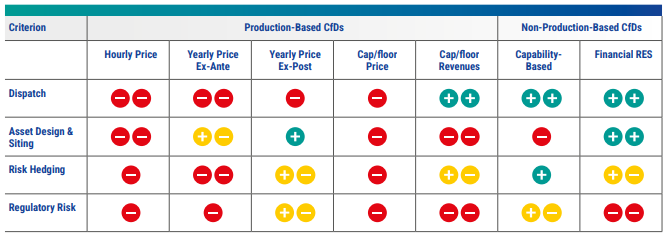 Criterion Production-Based CfDs Non-Production-Based CfDs
Hourly Price Yearly Price Yearly Price Cap/floor Cap/floor Capability- Financial RES
Ex-Ante Ex-Post Price Revenues Based
Dispatch −− −− − − ++ ++ ++
Asset Design & −− +− + − −− − ++
Siting
Risk Hedging − −− +− − +− + +−
Regulatory Risk − − +− − −− +− −−